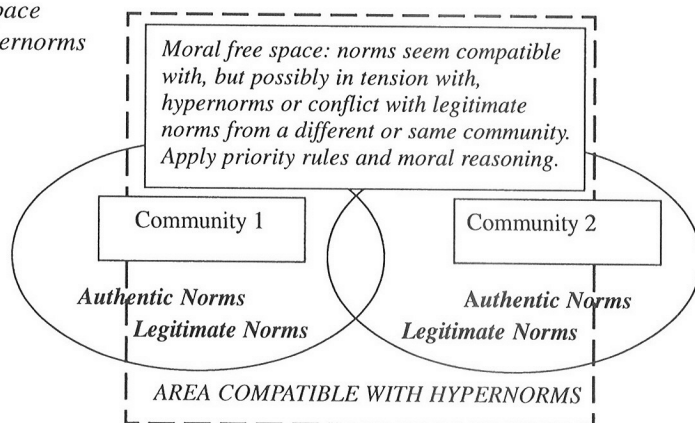 ernorms
Moral free space: norms seem compatible
with, but possibly in tension with,
hypernorms or conflict with legitimate
norms from a different or same community.
Apply priority rules and moral reasoning.
Community 1
Community 2
Authentic Norms
Authentic Norms
Legitimate Norms
Legitimate Norms
AREA COMPATIBLE WITH HYPERNORMS